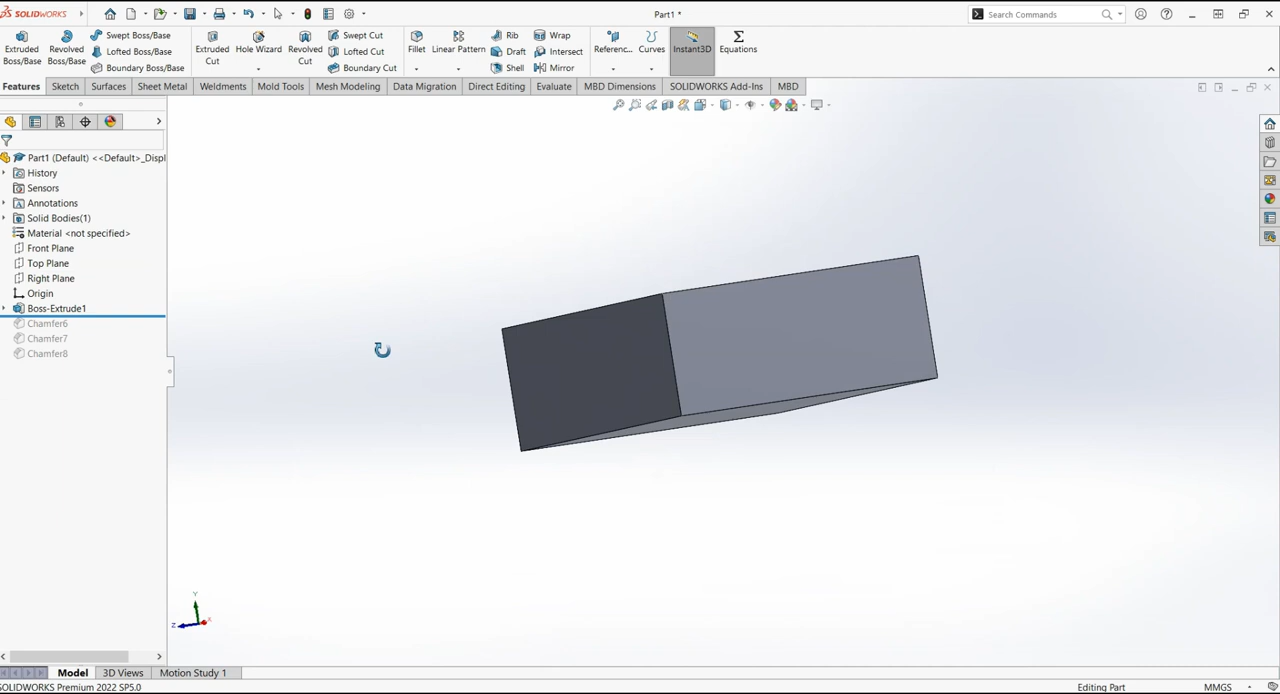 SOLIDWORKS
Part1 *
Search Commands
Extruded Boss/Base
Revolved Boss/Base
Swept Boss/Base
Lofted Boss/Base
Boundary Boss/Base
Extruded Cut
Hole Wizard
Revolved Cut
Swept Cut
Lofted Cut
Boundary Cut
Fillet
Linear Pattern
Rib
Draft
Shell
Wrap
Intersect
Mirror
Referenc...
Curves
Instant3D
Equations
Features
Sketch
Surfaces
Sheet Metal
Weldments
Mold Tools
Mesh Modeling
Data Migration
Direct Editing
Evaluate
MBD Dimensions
SOLIDWORKS Add-Ins
MBD
Part1 (Default) <<Default>_Displ
History
Sensors
Annotations
Solid Bodies(1)
Material <not specified>
Front Plane
Top Plane
Right Plane
Origin
Boss-Extrude1
Chamfer6
Chamfer7
Chamfer8
Y
Z
X
Model
3D Views
Motion Study 1
SOLIDWORKS Premium 2022 SP5.0
Editing Part
MMGS